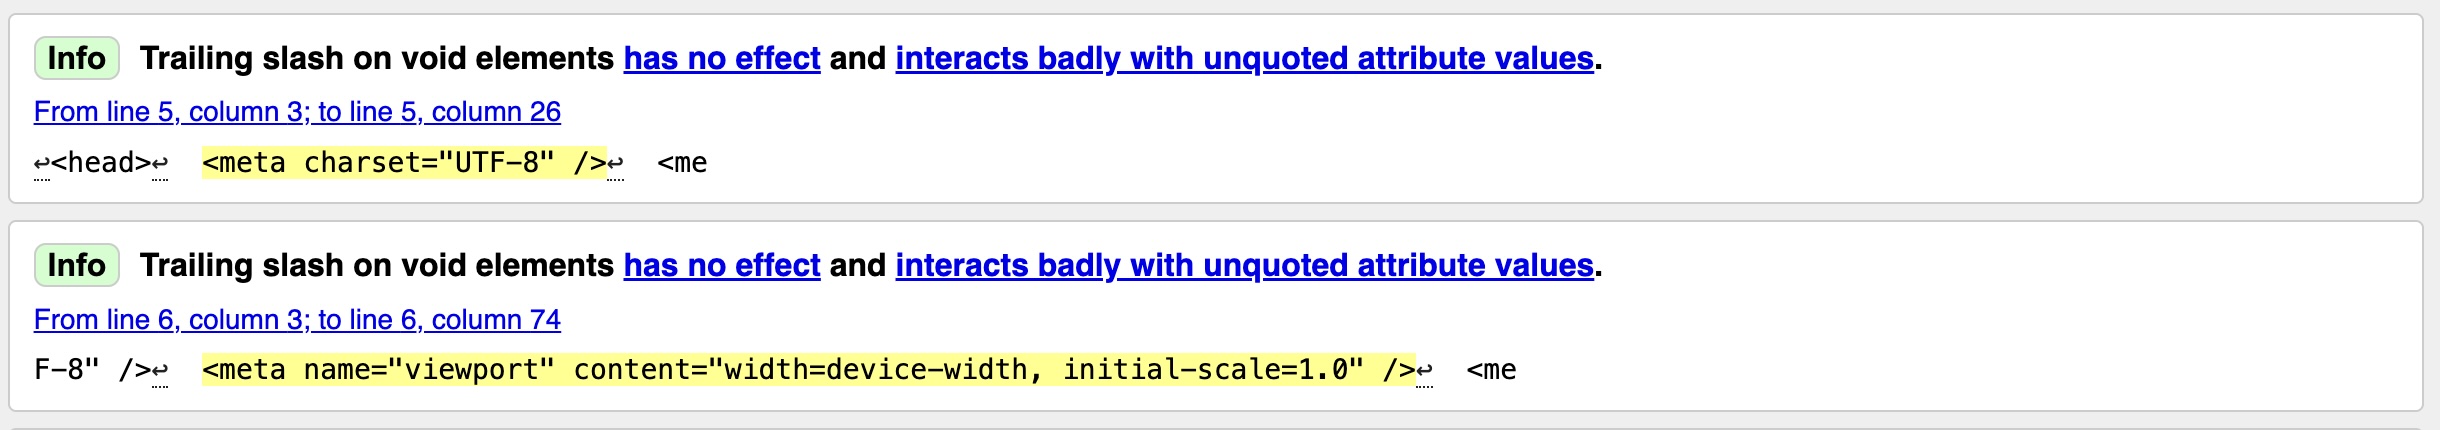 Info Trailing slash on void elements has no effect and interacts badly with unquoted attribute values.
From line 5, column 3; to line 5, column 26
↩<head>↩  <meta charset="UTF-8" />↩  <me
Info Trailing slash on void elements has no effect and interacts badly with unquoted attribute values.
From line 6, column 3; to line 6, column 74
F-8" />↩  <meta name="viewport" content="width=device-width, initial-scale=1.0" />↩  <me